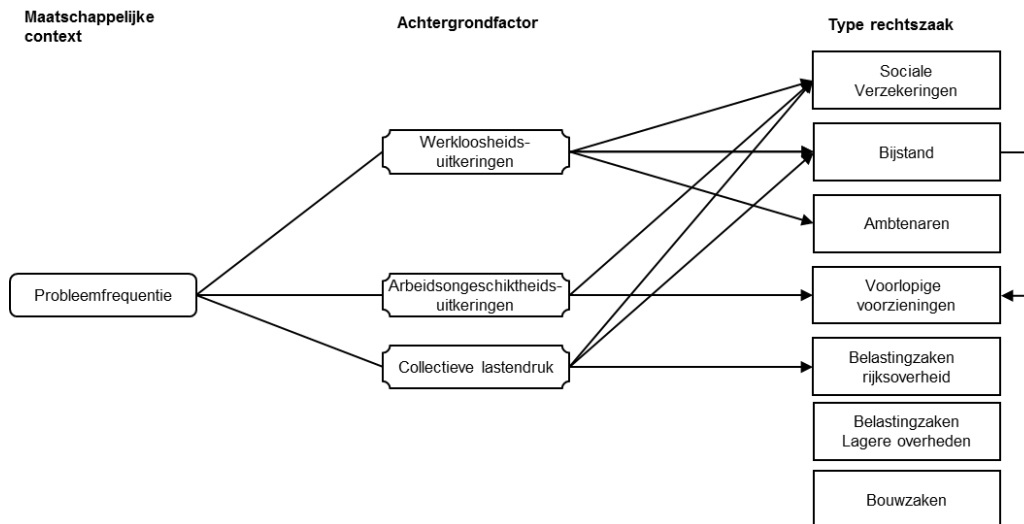 Maatschappelijke
context
Achtergrondfactor
Type rechtszaak
Sociale
Verzekeringen
Werkloosheids-
uitkeringen
Bijstand
Ambtenaren
Probleemfrequentie
Arbeidsongeschiktheids-
uitkeringen
Voorlopige
voorzieningen
Collectieve lastendruk
Belastingzaken
rijksoverheid
Belastingzaken
Lagere overheden
Bouwzaken